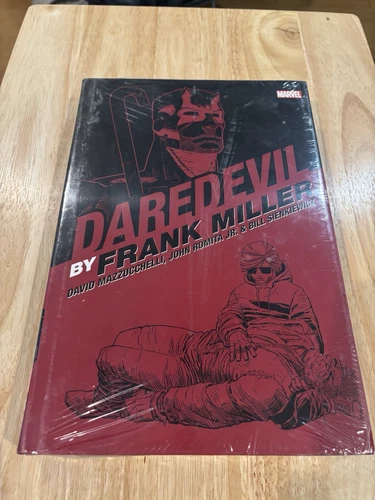 MARVEL
DAREDEVIL
BY FRANK MILLER
DAVID MAZZUCCHELLI, JOHN ROMITA JR. & BILL SIENKIEWICZ